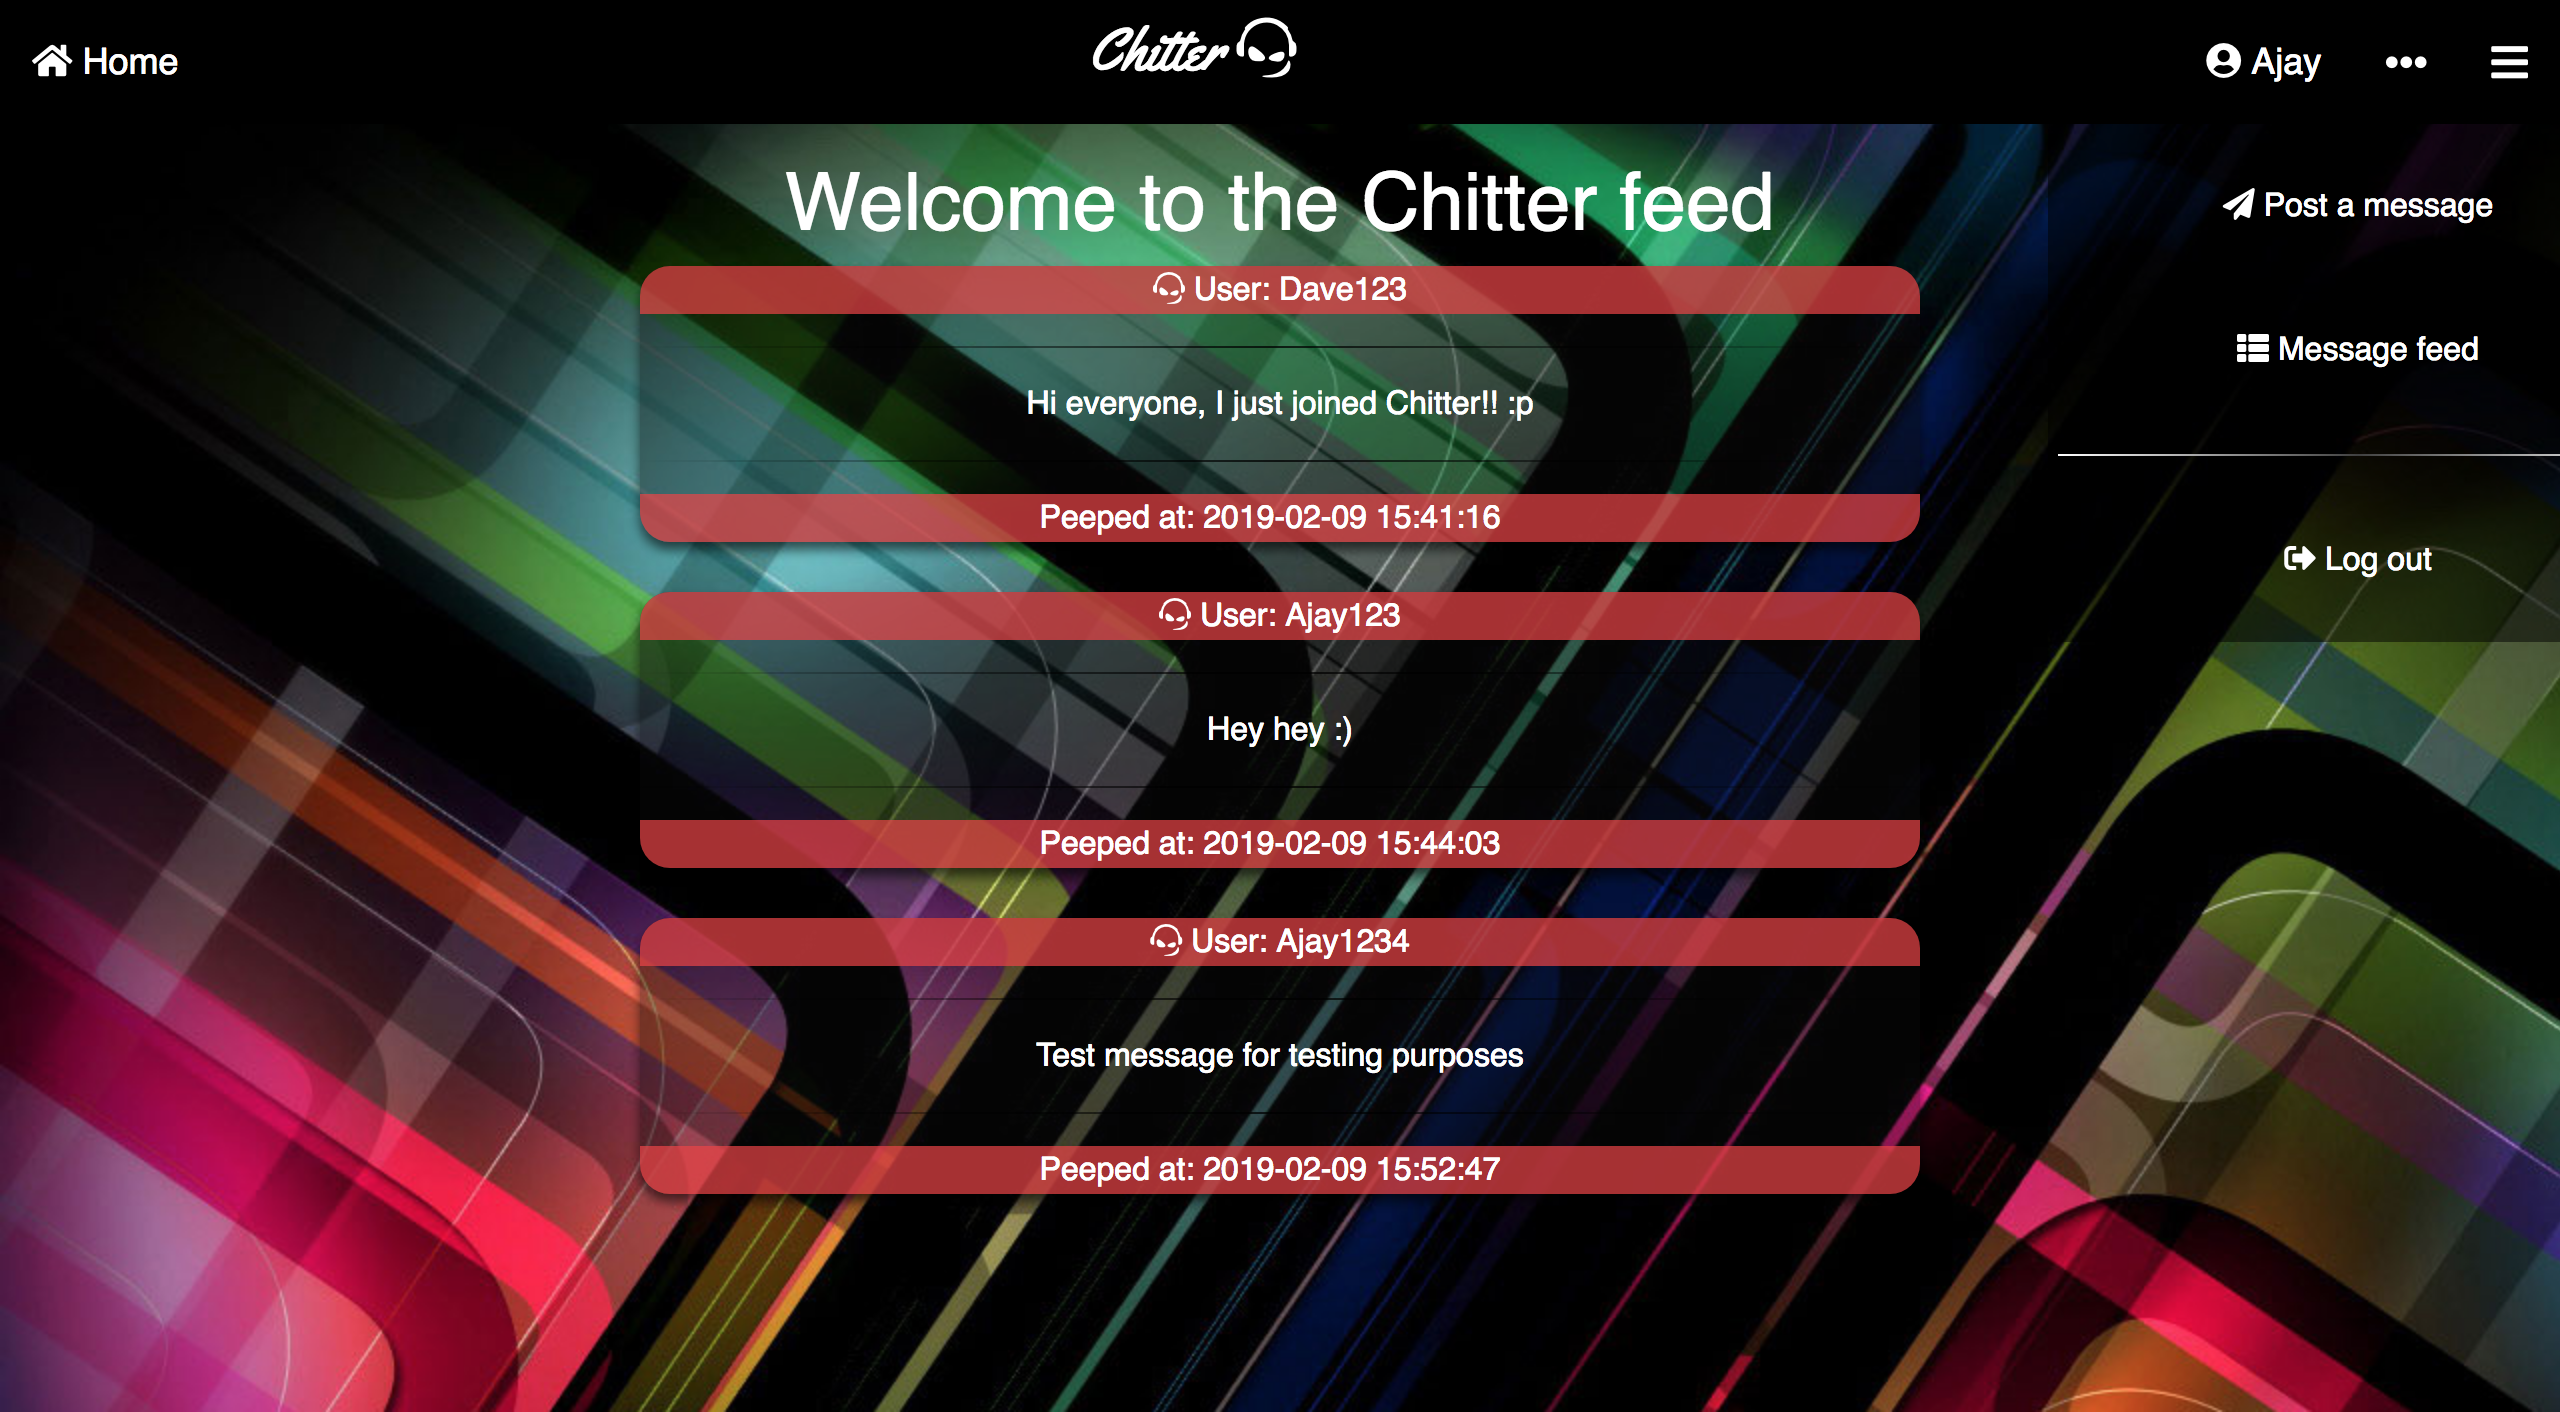 Home
Chitter
Ajay
Welcome to the Chitter feed
User: Dave123
Hi everyone, I just joined Chitter!! :p
Peeped at: 2019-02-09 15:41:16
User: Ajay123
Hey hey :)
Peeped at: 2019-02-09 15:44:03
User: Ajay1234
Test message for testing purposes
Peeped at: 2019-02-09 15:52:47
Post a message
Message feed
Log out